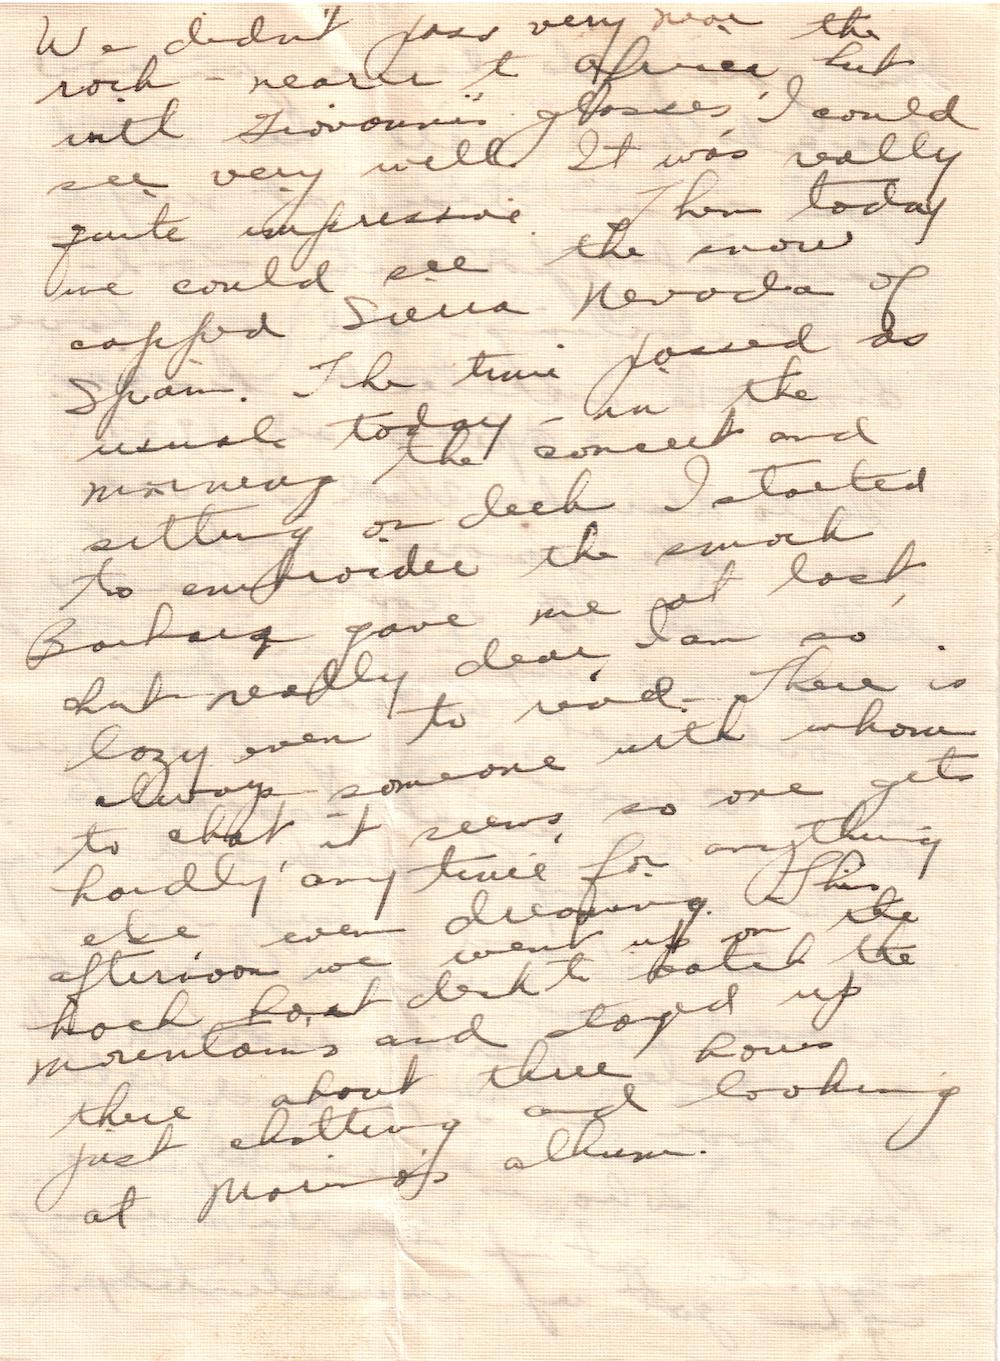 We didn't pass very near the
rock - nearer t Africa but
with Giovanni's glasses I could
see very well. It was really
quite impressive. Then today
we could see the snow
capped Sierra Nevada of
Spain. The time passed as
usual today - in the
morning the concert and
sitting on deck I started
to embroider the smock
Barbara gave me at last,
but really dear, I am so
lazy even to read. There is
always someone with whom
to chat it seems, so one gets
hardly any time for anything
else even dreaming. This
afternoon we went up on the
back boat deck to watch the
mountains and stayed up
there about three hours
just chatting and looking
at Marino's album.